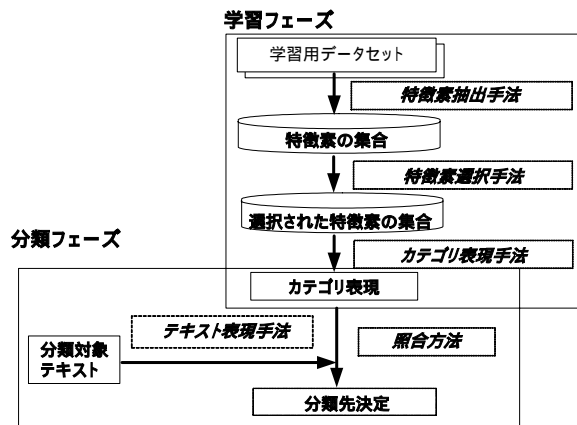 学習フェーズ
学習用データセット
特徴素抽出手法
特徴素の集合
特徴素選択手法
選択された特徴素の集合
分類フェーズ
カテゴリ表現手法
カテゴリ表現
テキスト表現手法
照合方法
分類対象
テキスト
分類先決定